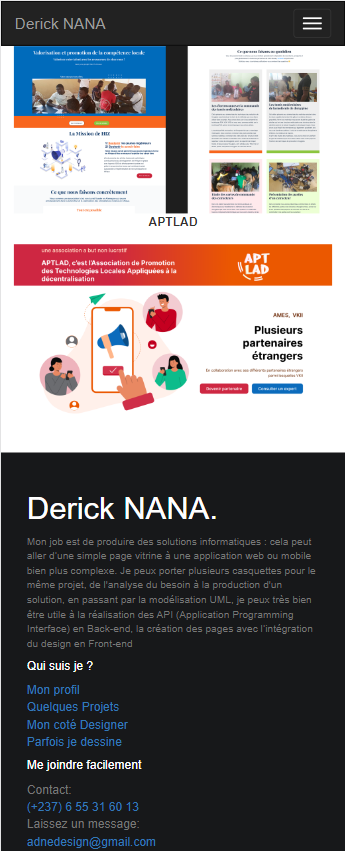 Derick NANA
Valorisation et promotion de la compétence locale
Ce que nous faisons au quotidien
La Mission de
Ce que nous faisons concrètement
APTLAD
une association à but non lucratif
APTLAD, c'est l'Association de Promotion
des Technologies Locales Appliquées à la
décentralisation
APT
LAD
AMES, VKII
Plusieurs
partenaires
étrangers
En collaboration avec ses différents partenaires étrangers
parmi lesquelles VKII
Devenir partenaire
Consulter un expert
Derick NANA.
Mon job est de produire des solutions informatiques : cela peut
aller d'une simple page vitrine à une application web ou mobile
bien plus complexe. Je peux porter plusieurs casquettes pour le
même projet, de l'analyse du besoin à la production d'un
solution, en passant par la modélisation UML, je peux très bien
être utile à la réalisation des API (Application Programming
Interface) en Back-end, la création des pages avec l'intégration
du design en Front-end
Qui suis je ?
Mon profil
Quelques Projets
Mon coté Designer
Parfois je dessine
Me joindre facilement
Contact:
(+237) 6 55 31 60 13
Laissez un message:
adnedesign@gmail.com